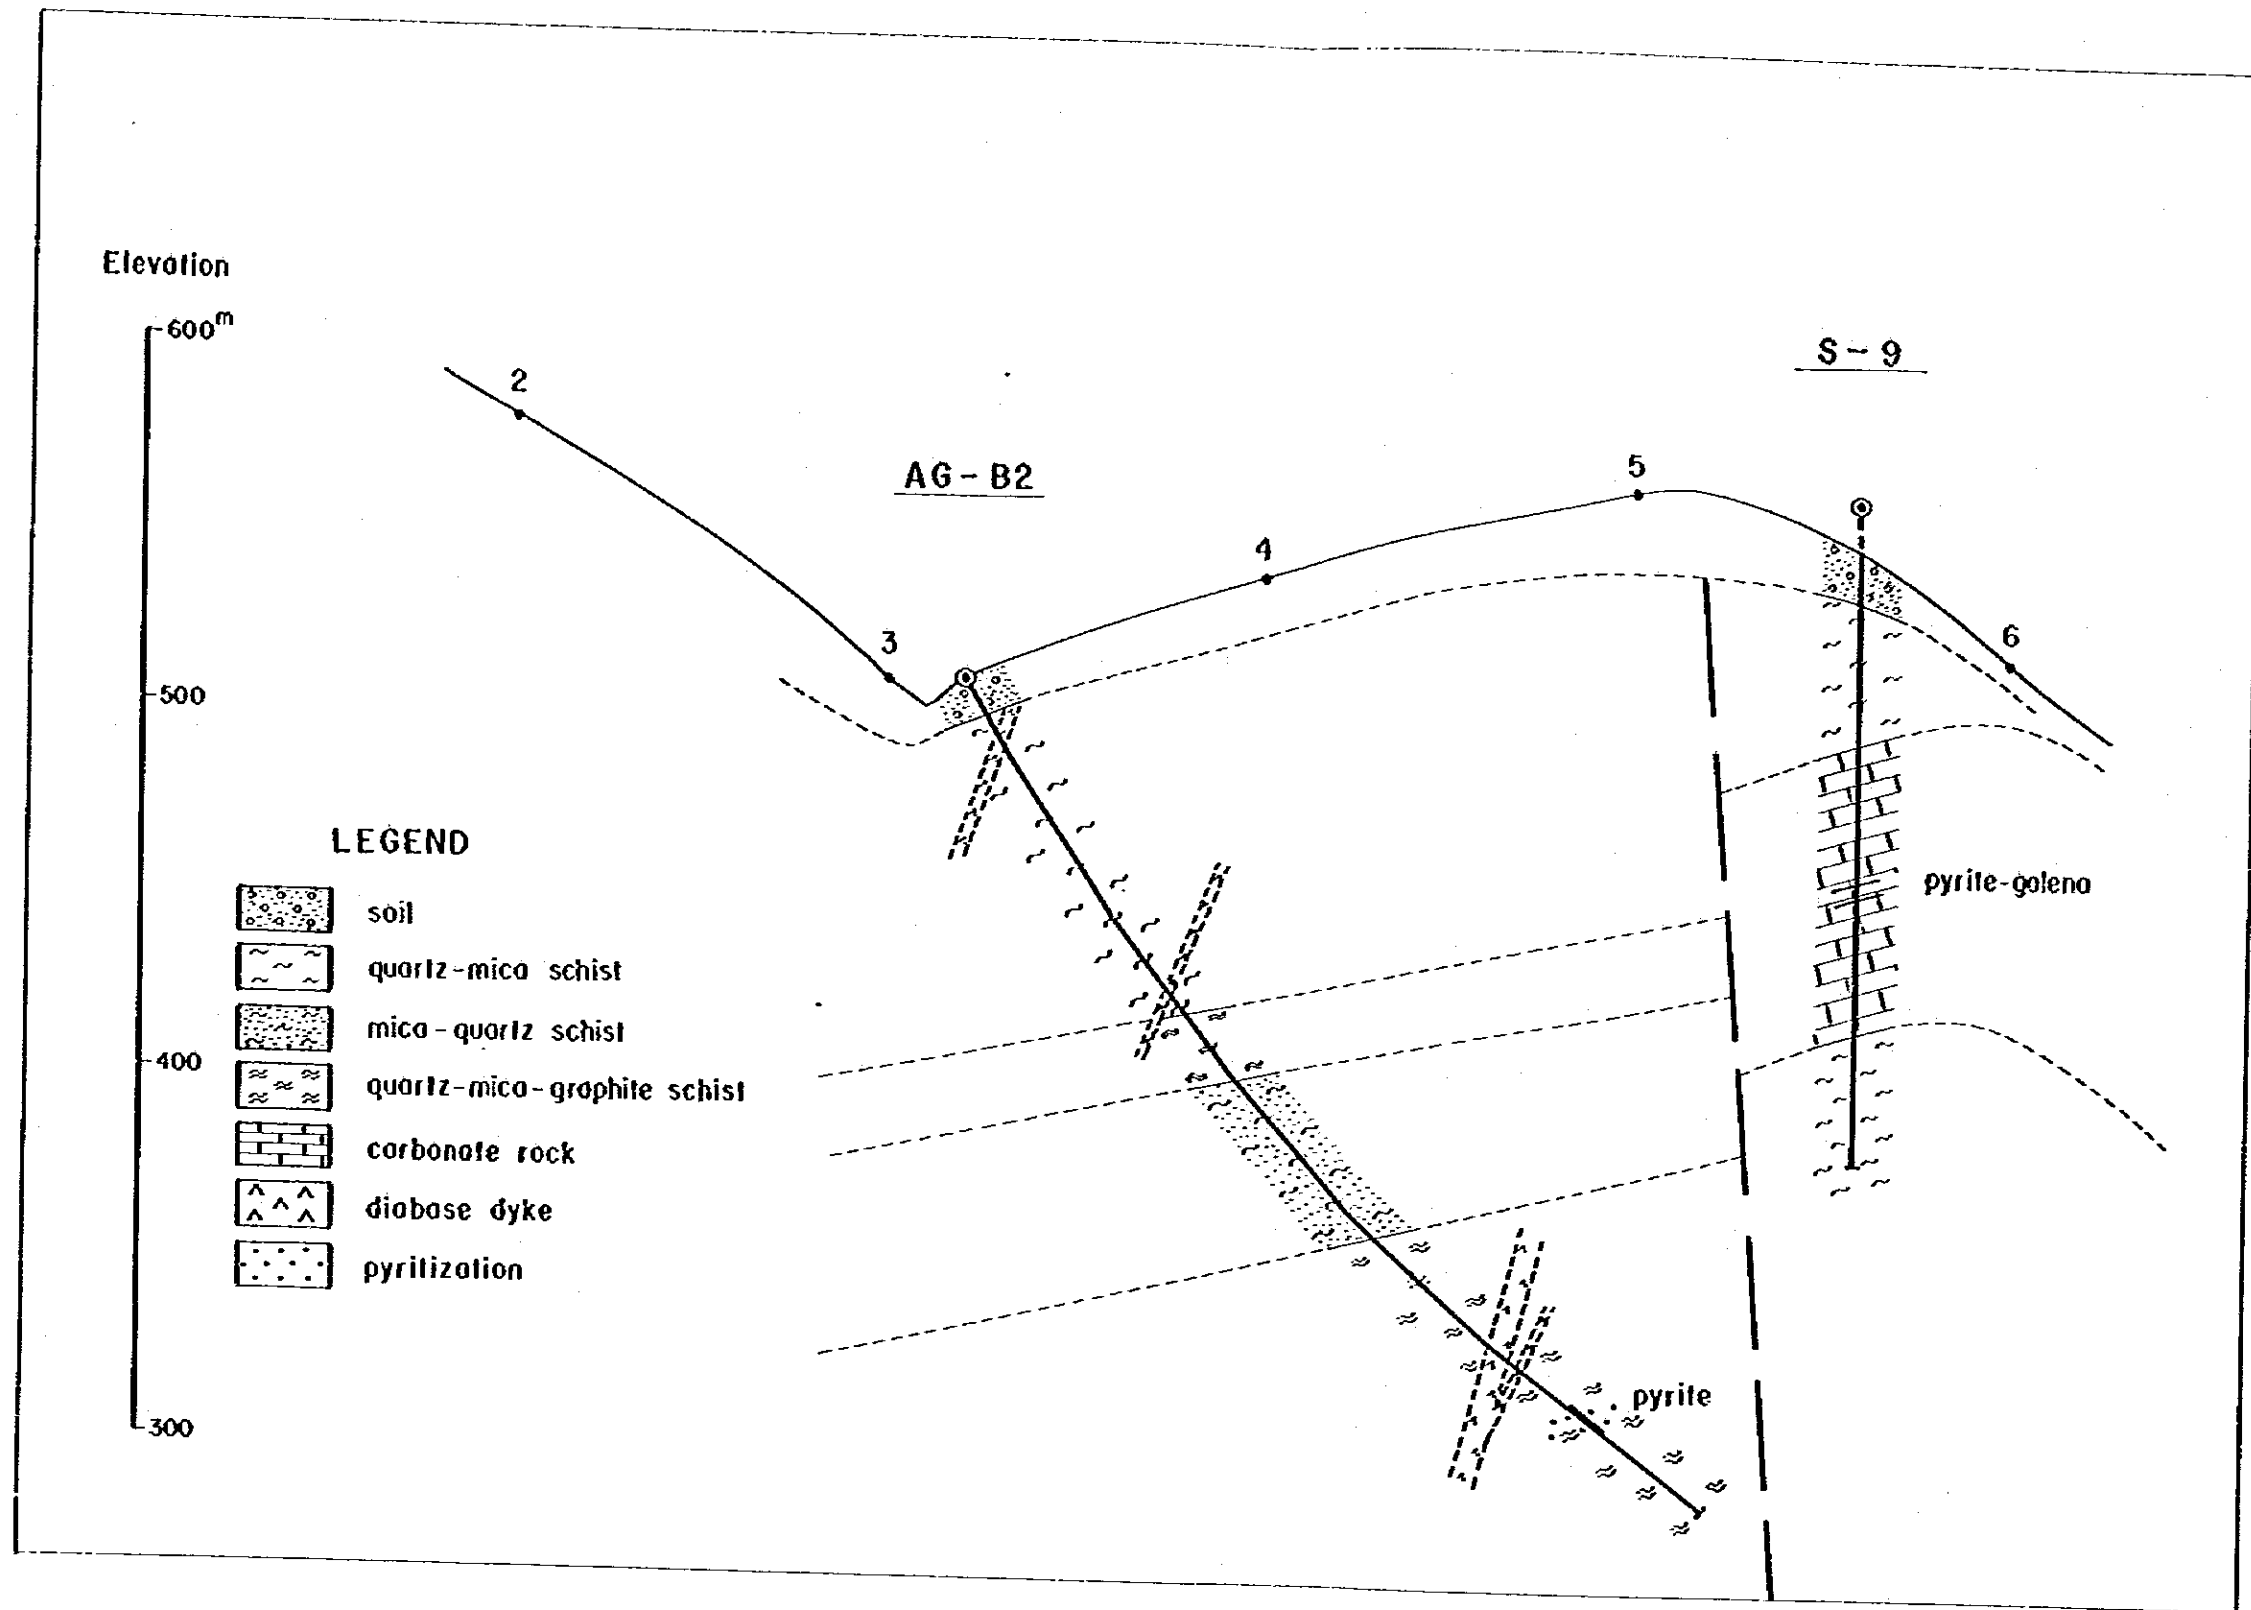 Elevation
600m
S-9
2
AG-B2
5
4
3
6
500
pyrite-galena
LEGEND
soil
quartz-mica schist
mica-quartz schist
400
quartz-mica-graphite schist
carbonate rock
diabase dyke
pyritization
pyrite
300